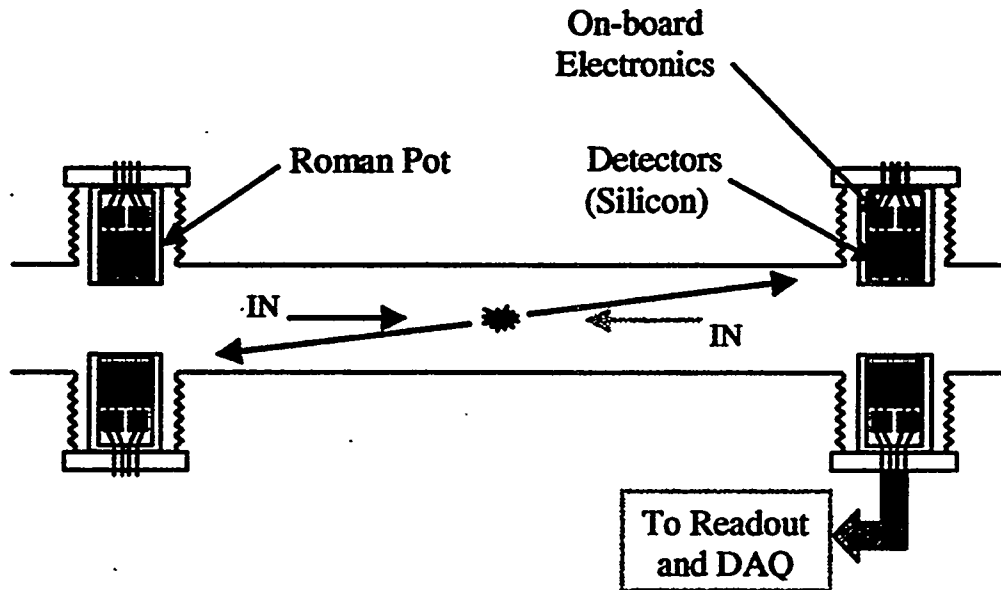 On-board
Electronics
Roman Pot
Detectors
(Silicon)
IN
IN
To Readout
and DAQ